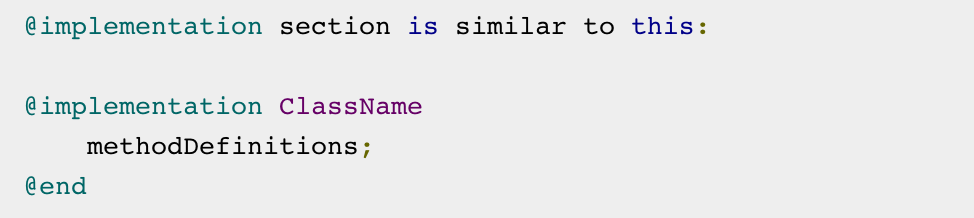 @implementation section is similar to this:
@implementation ClassName
methodDefinitions;
@end